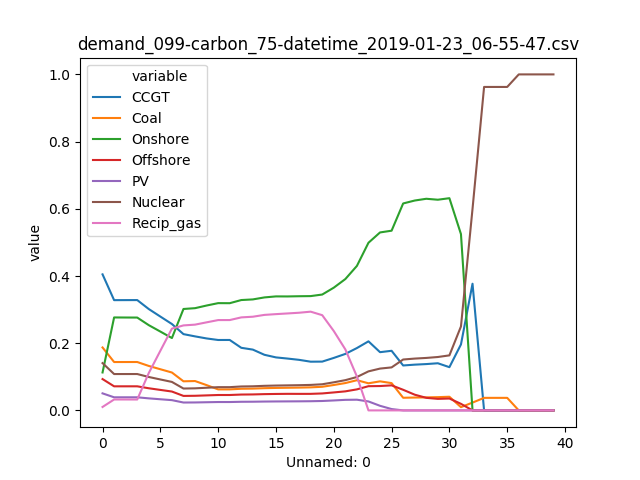 demand_099-carbon_75-datetime_2019-01-23_06-55-47.csv
variable
CCGT
Coal
Onshore
Offshore
PV
Nuclear
Recip_gas
value
1.0
0.8
0.6
0.4
0.2
0.0
0 5 10 15 20 25 30 35 40
Unnamed: 0